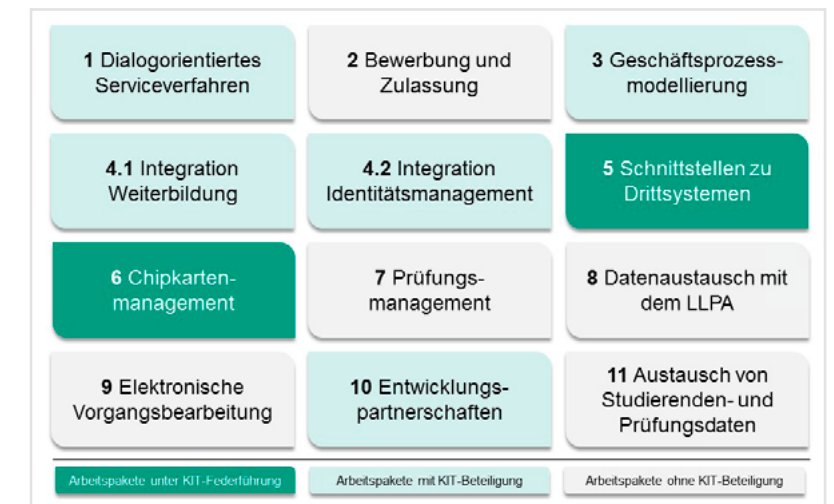 1 Dialogorientiertes
Serviceverfahren
2 Bewerbung und
Zulassung
3 Geschäftsprozess-
modellierung
4.1 Integration
Weiterbildung
4.2 Integration
Identitätsmanagement
5 Schnittstellen zu
Drittsystemen
6 Chipkarten-
management
7 Prüfungs-
management
8 Datenaustausch mit
dem LLPA
9 Elektronische
Vorgangsbearbeitung
10 Entwicklungs-
partnerschaften
11 Austausch von
Studierenden- und
Prüfungsdaten
Arbeitspakete unter KIT-Federführung
Arbeitspakete mit KIT-Beteiligung
Arbeitspakete ohne KIT-Beteiligung